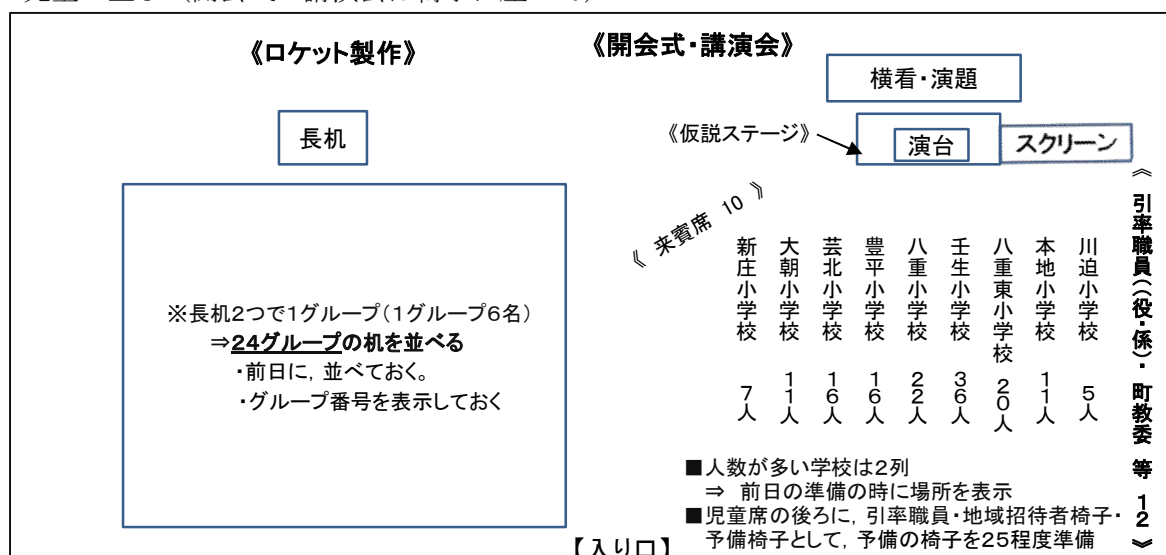 《ロケット製作》
長机
※長机2つで1グループ(1グループ6名)
⇒24グループの机を並べる
・前日に，並べておく。
・グループ番号を表示しておく
《開会式・講演会》
横看・演題
《仮説ステージ》
演台
スクリーン
《 来賓席 10 》
新庄小学校 7人
大朝小学校 11人
芸北小学校 16人
豊平小学校 16人
八重小学校 22人
壬生小学校 36人
八重東小学校 20人
本地小学校 11人
川迫小学校 5人
《 引率職員((役・係)・ 町教委 等 12 》
■人数が多い学校は2列
⇒ 前日の準備の時に場所を表示
■児童席の後ろに，引率職員・地域招待者椅子・
予備椅子として，予備の椅子を25程度準備
【入り口】